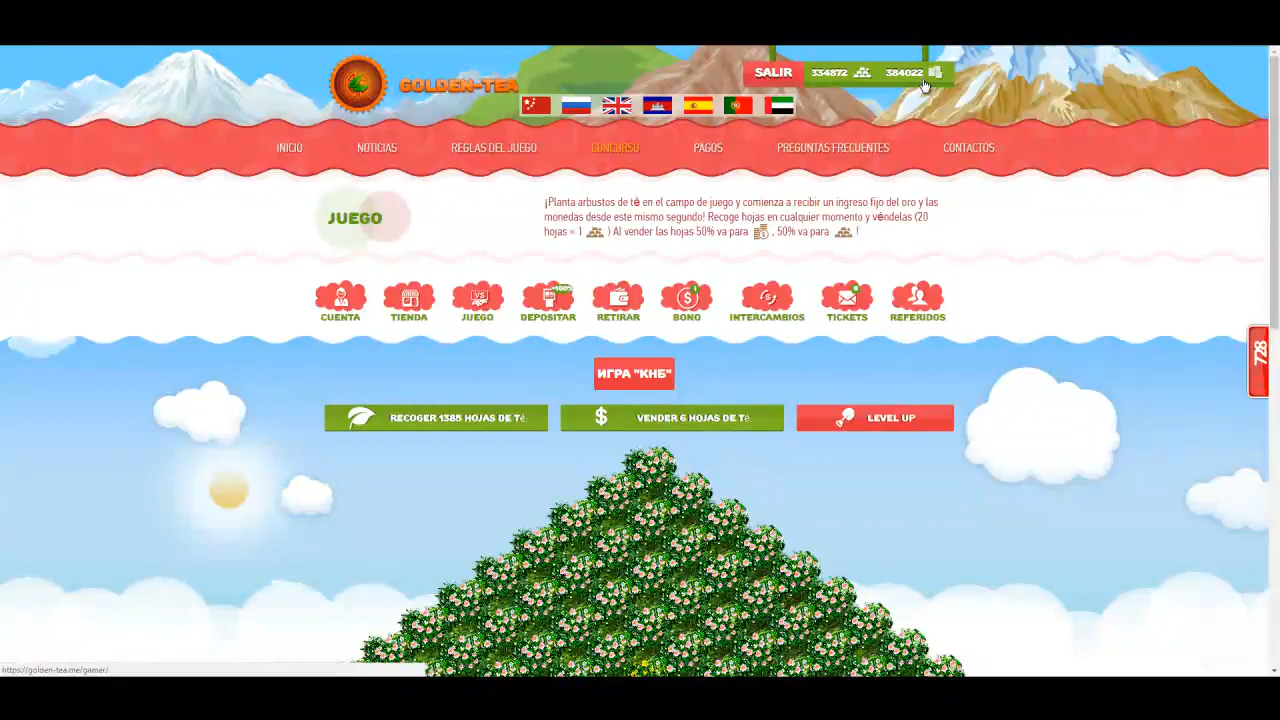 GOLDEN-TEA
SALIR
334872
384022
INICIO
NOTICIAS
REGLAS DEL JUEGO
CONCURSO
PAGOS
PREGUNTAS FRECUENTES
CONTACTOS
JUEGO
¡Planta arbustos de té en el campo de juego y comienza a recibir un ingreso fijo del oro y las
monedas desde este mismo segundo! Recoge hojas en cualquier momento y véndelas (20
hojas = 1 ) Al vender las hojas 50% va para , 50% va para !
VS
100%
$
CUENTA
TIENDA
JUEGO
DEPOSITAR
RETIRAR
BONO
INTERCAMBIOS
TICKETS
REFERIDOS
728
ИГРА "КНБ"
RECOGER 1385 HOJAS DE Té
$ VENDER 6 HOJAS DE Té
LEVEL UP
https://golden-tea.me/gamer/